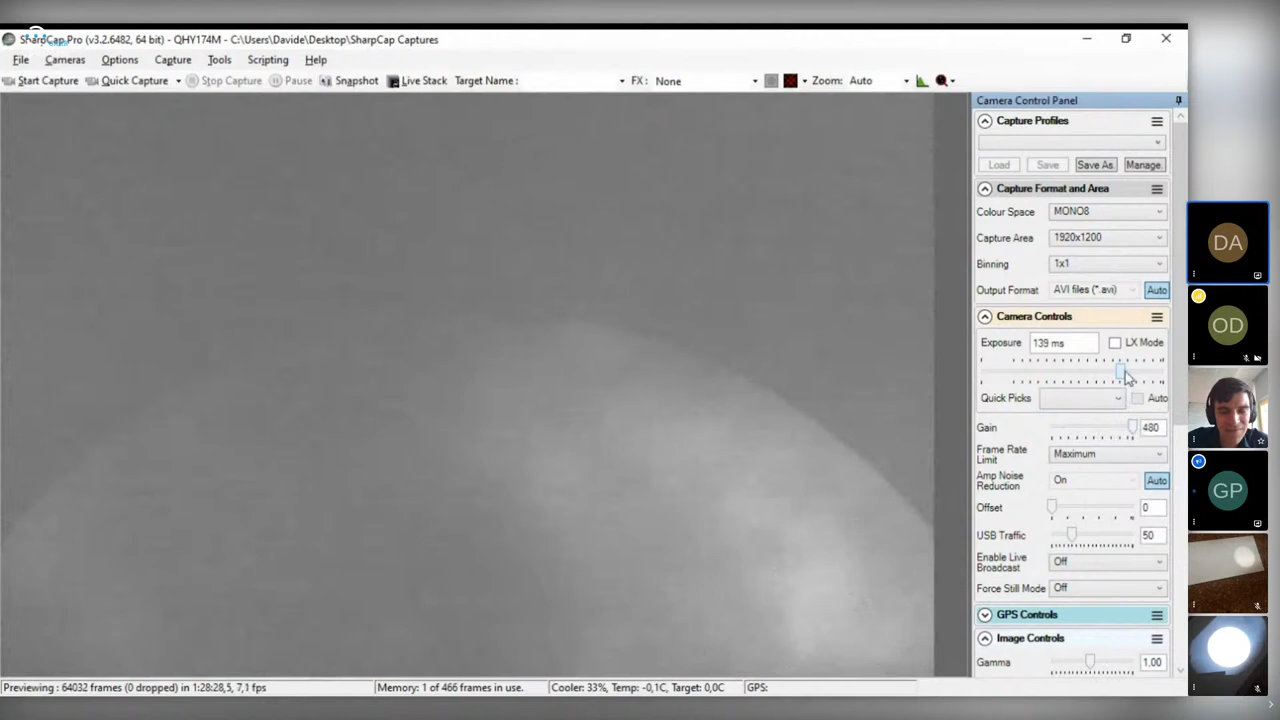 SharpCap Pro (v3.2.6482, 64 bit) - QHY174M - C:\Users\Davide\Desktop\SharpCap Captures
File Cameras Options Capture Tools Scripting Help
Start Capture Quick Capture Stop Capture Pause Snapshot Live Stack Target Name : FX: None Zoom: Auto
Camera Control Panel
Capture Profiles
Load Save Save As. Manage.
Capture Format and Area
Colour Space MONO8
Capture Area 1920x1200
Binning 1x1
Output Format AVI files (*.avi) Auto
Camera Controls
Exposure 139 ms LX Mode
Quick Picks Auto
Gain 480
Frame Rate
Limit Maximum
Amp Noise
Reduction On Auto
Offset 0
USB Traffic 50
Enable Live
Broadcast Off
Force Still Mode Off
GPS Controls
Image Controls
Gamma 1.00
Previewing : 64032 frames (0 dropped) in 1:28:28,5, 7,1 fps Memory: 1 of 466 frames in use. Cooler: 33%, Temp: -0,1C, Target: 0,0C GPS:
DA
OD
GP